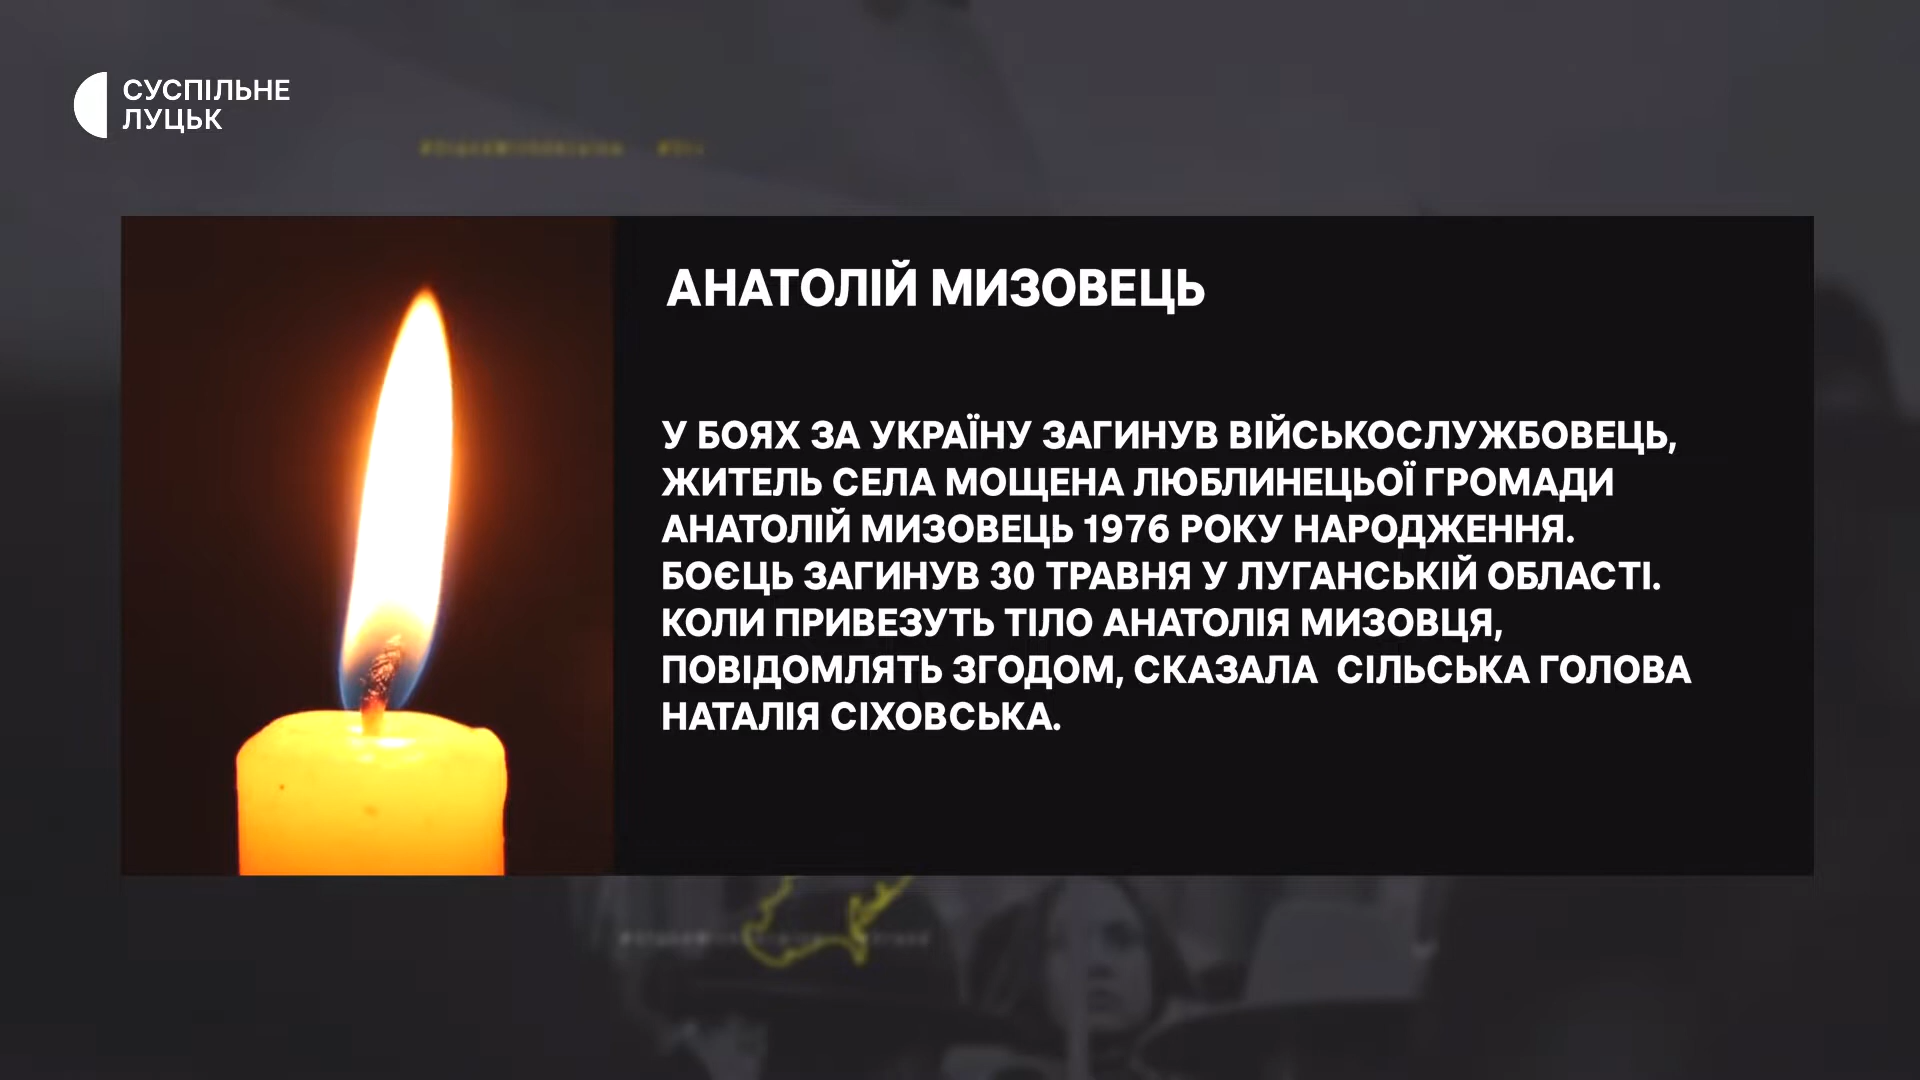 СУСПІЛЬНЕ
ЛУЦЬК
АНАТОЛІЙ МИЗОВЕЦЬ
У БОЯХ ЗА УКРАЇНУ ЗАГИНУВ ВІЙСЬКОСЛУЖБОВЕЦЬ,
ЖИТЕЛЬ СЕЛА МОЩЕНА ЛЮБЛИНЕЦЬОЇ ГРОМАДИ
АНАТОЛІЙ МИЗОВЕЦЬ 1976 РОКУ НАРОДЖЕННЯ.
БОЄЦЬ ЗАГИНУВ 30 ТРАВНЯ У ЛУГАНСЬКІЙ ОБЛАСТІ.
КОЛИ ПРИВЕЗУТЬ ТІЛО АНАТОЛІЯ МИЗОВЦЯ,
ПОВІДОМЛЯТЬ ЗГОДОМ, СКАЗАЛА  СІЛЬСЬКА ГОЛОВА
НАТАЛІЯ СІХОВСЬКА.